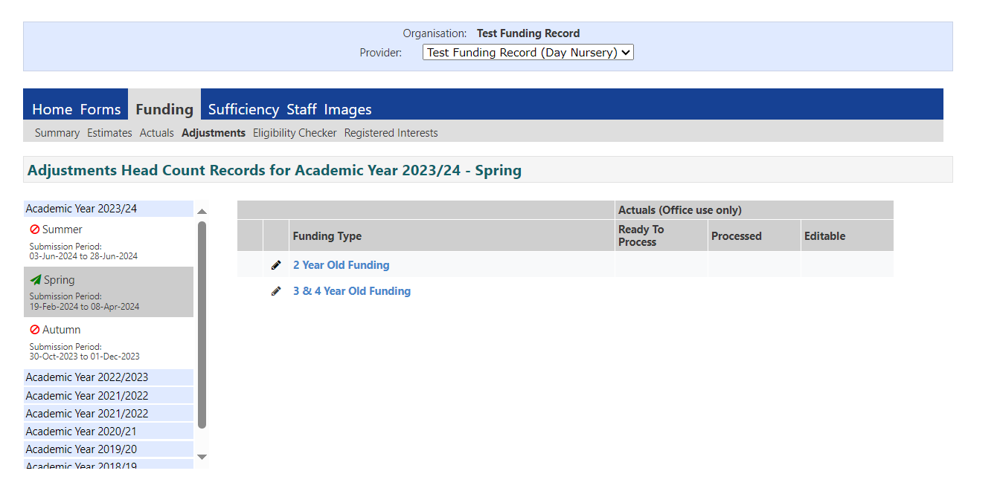 Organisation: Test Funding Record
Provider: Test Funding Record (Day Nursery)
Home Forms Funding Sufficiency Staff Images
Summary Estimates Actuals Adjustments Eligibility Checker Registered Interests
Adjustments Head Count Records for Academic Year 2023/24 - Spring
Academic Year 2023/24
Summer
Submission Period:
03-Jun-2024 to 28-Jun-2024
Spring
Submission Period:
19-Feb-2024 to 08-Apr-2024
Autumn
Submission Period:
30-Oct-2023 to 01-Dec-2023
Academic Year 2022/2023
Academic Year 2021/2022
Academic Year 2021/2022
Academic Year 2020/21
Academic Year 2019/20
Academic Year 2018/19
Actuals (Office use only)
Funding Type
Ready To
Process
Processed
Editable
2 Year Old Funding
3 & 4 Year Old Funding